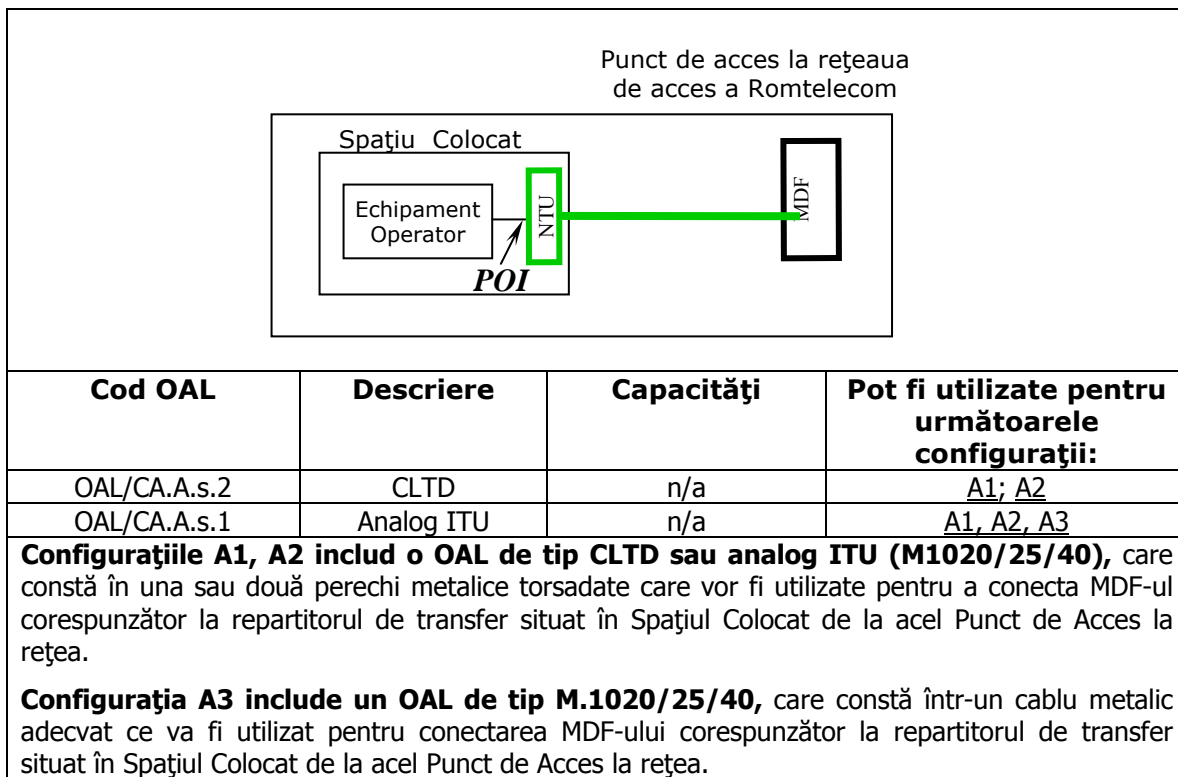 Punct de acces la reţeaua
de acces a Romtelecom
Spaţiu Colocat
Echipament
Operator
NTU
MDF
POI
Cod OAL Descriere Capacităţi Pot fi utilizate pentru
următoarele
configuraţii:
OAL/CA.A.s.2 CLTD n/a A1; A2
OAL/CA.A.s.1 Analog ITU n/a A1, A2, A3
Configuraţiile A1, A2 includ o OAL de tip CLTD sau analog ITU (M1020/25/40), care
constă în una sau două perechi metalice torsadate care vor fi utilizate pentru a conecta MDF-ul
corespunzător la repartitorul de transfer situat în Spaţiul Colocat de la acel Punct de Acces la
reţea.
Configuraţia A3 include un OAL de tip M.1020/25/40, care constă într-un cablu metalic
adecvat ce va fi utilizat pentru conectarea MDF-ului corespunzător la repartitorul de transfer
situat în Spaţiul Colocat de la acel Punct de Acces la reţea.